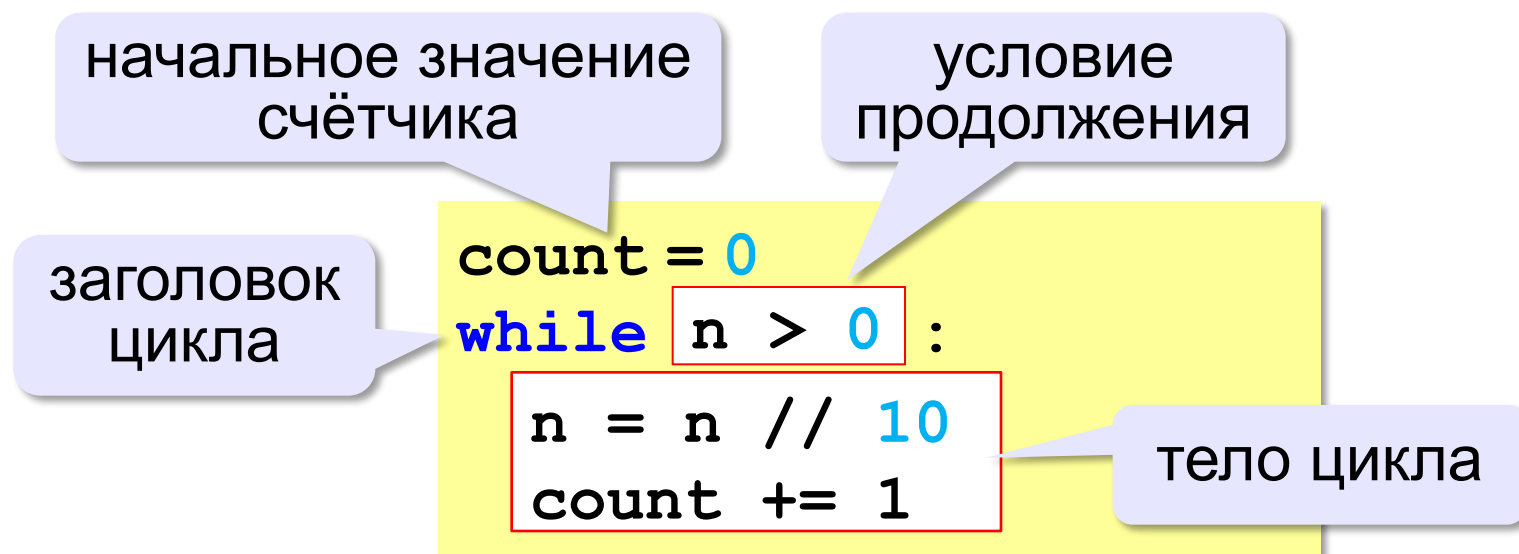 начальное значение
счётчика
условие
продолжения
заголовок
цикла
count = 0
while n > 0 :
n = n // 10
count += 1
тело цикла